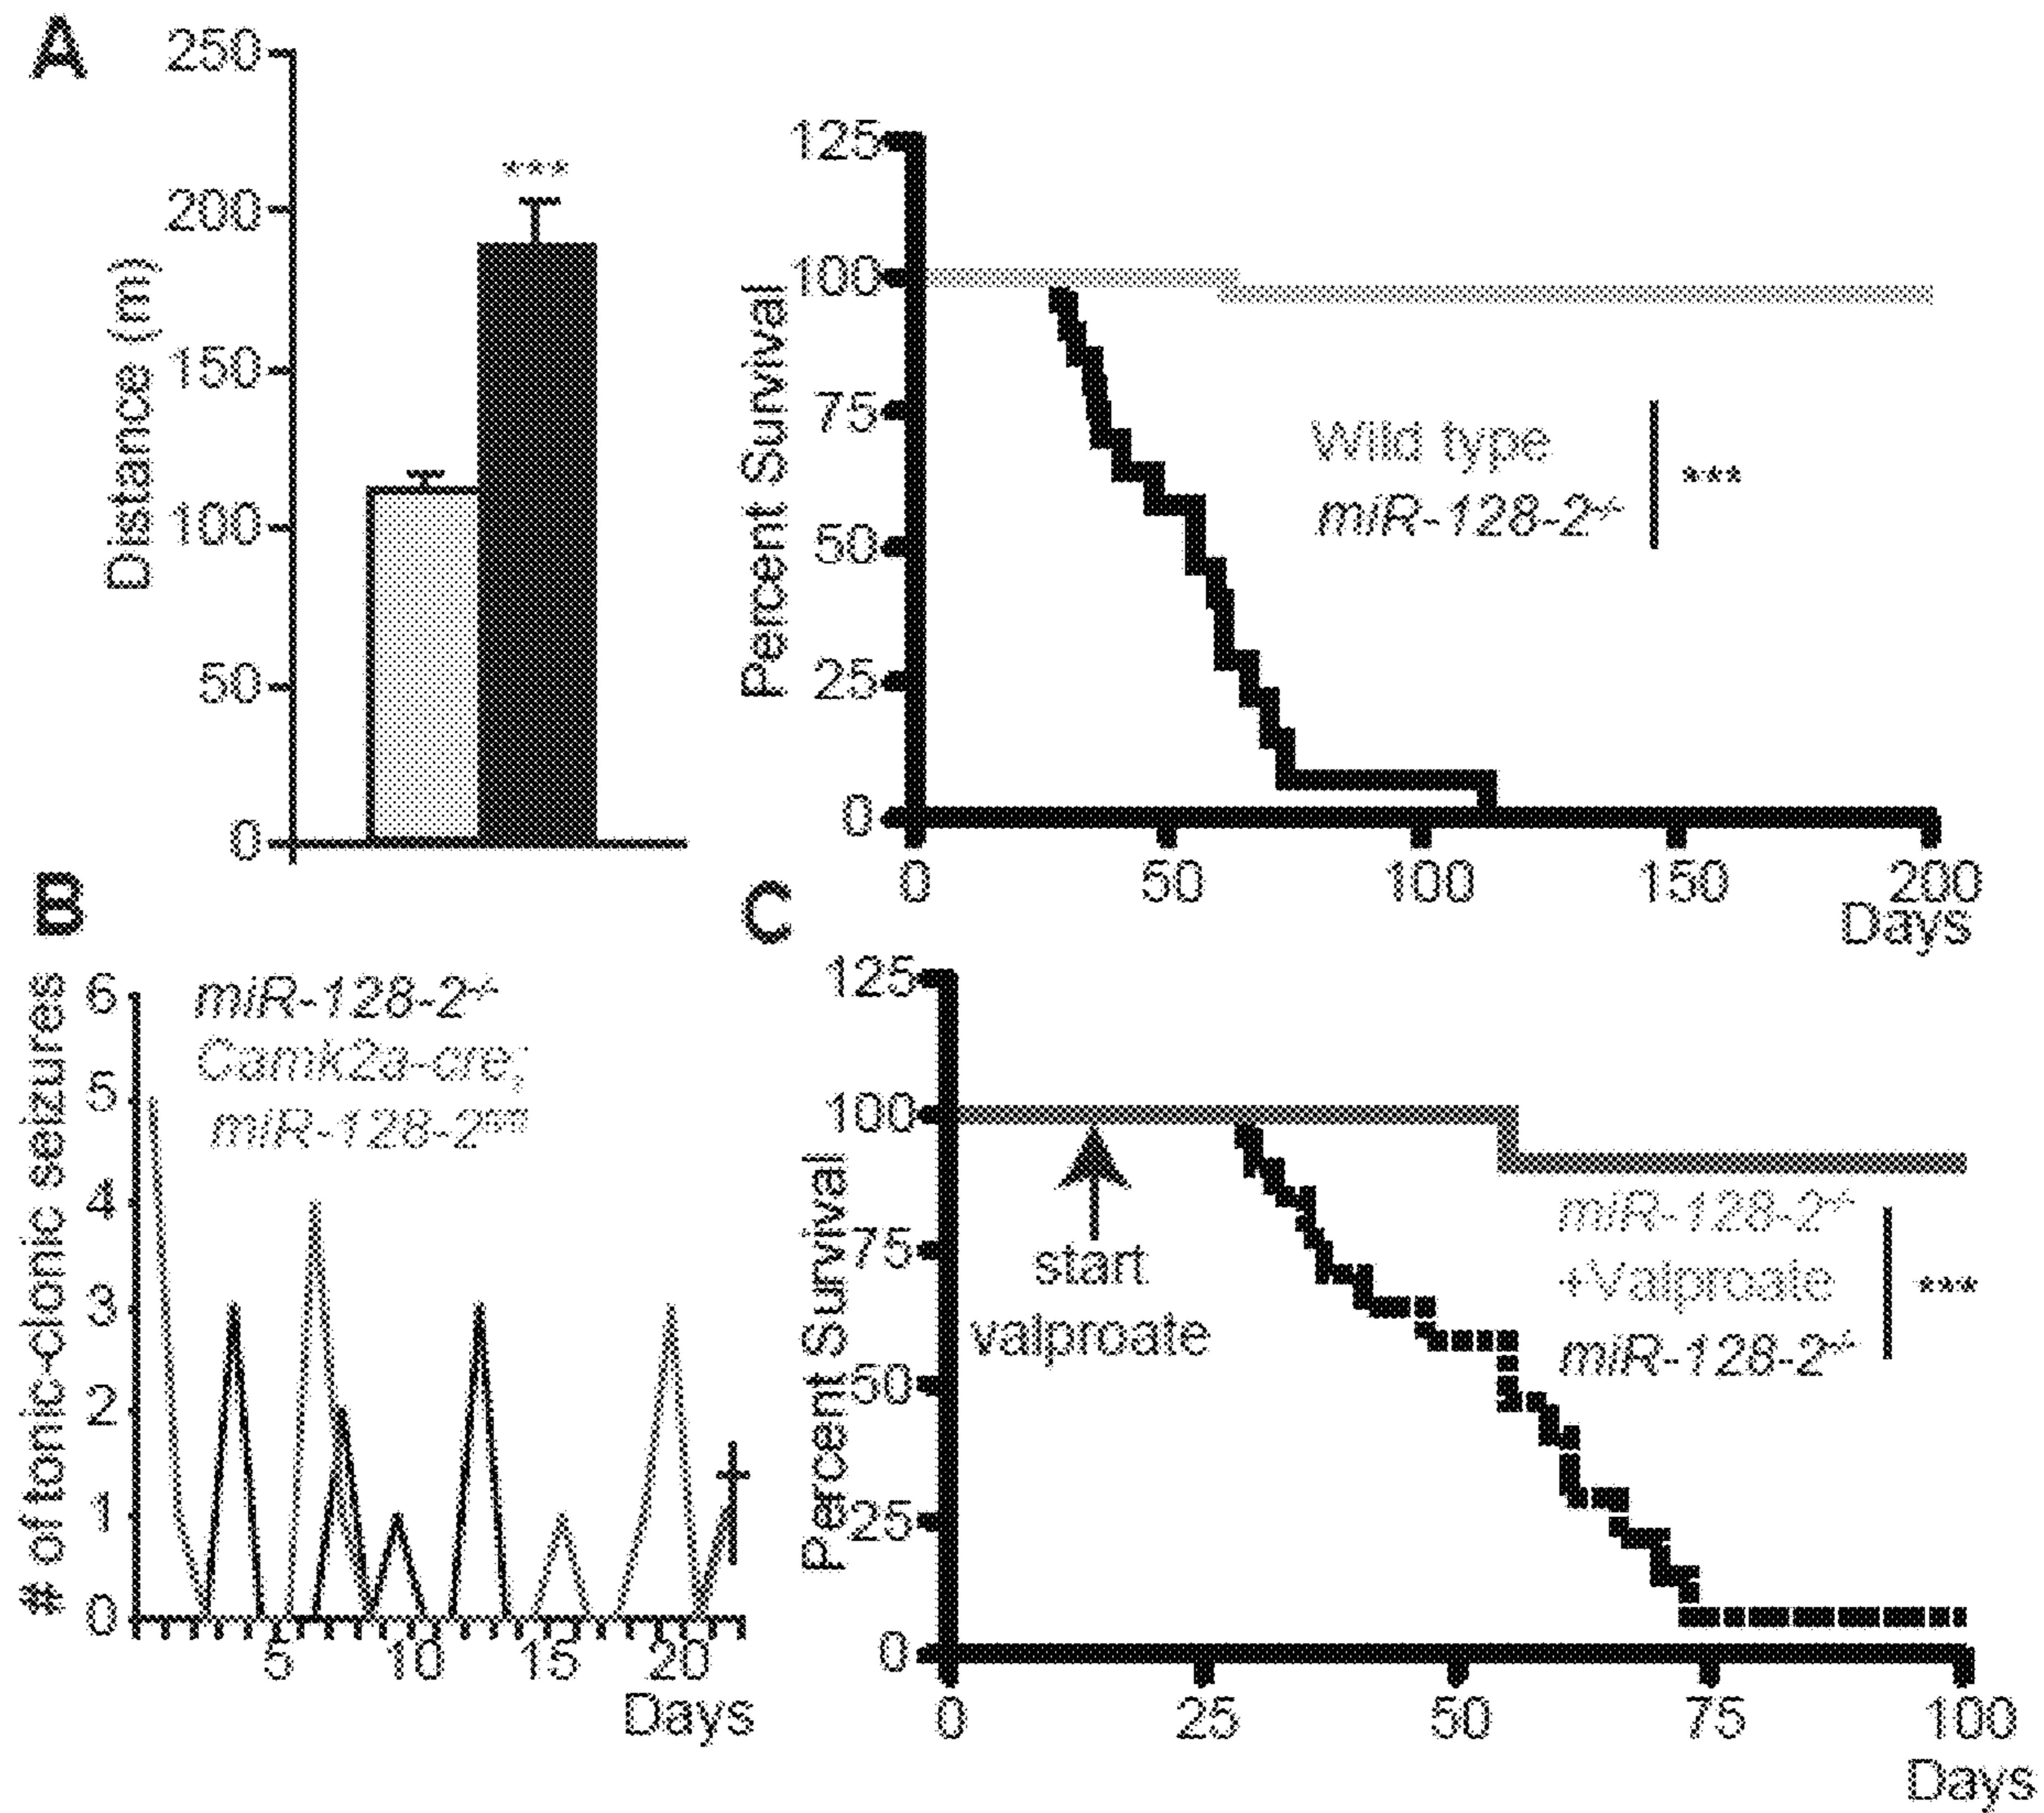 A
250
200
150
100
50
0
Distance (m)
***
125
100
75
50
25
0
Percent Survival
Wild type
miR-128-2-/-
***
0 50 100 150 200
Days
B
# of tonic-clonic seizures
6
5
4
3
2
1
0
miR-128-2-/-
Camk2a-cre;
miR-128-2fl/fl
5 10 15 20
Days
C
125
100
75
50
25
0
Percent Survival
start
valproate
miR-128-2-/-
+Valproate
miR-128-2-/-
***
0 25 50 75 100
Days